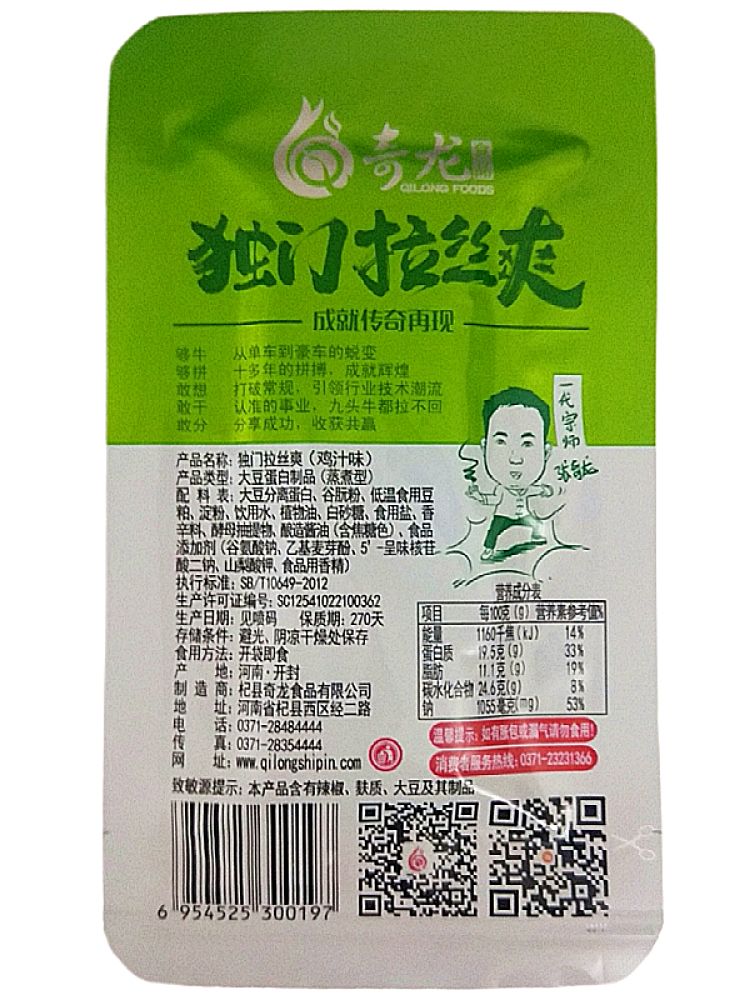 奇龙食品
QILONG FOODS
独门拉丝爽
成就传奇再现
够牛 从单车到豪车的蜕变
够拼 十多年的拼搏，成就辉煌
敢想 打破常规，引领行业技术潮流
敢干 认准的事业，九头牛都拉不回
敢分 分享成功，收获共赢
一代宗师
产品名称：独门拉丝爽（鸡汁味）
产品类型：大豆蛋白制品（蒸煮型）
配 料 表：大豆分离蛋白、谷朊粉、低温食用豆
粕、淀粉、饮用水、植物油、白砂糖、食用盐、香
辛料、酵母抽提物、酿造酱油（含焦糖色）、食品
添加剂（谷氨酸钠、乙基麦芽酚、5'-呈味核苷
酸二钠、山梨酸钾、食品用香精）
执行标准：SB/T10649-2012
生产许可证编号：SC12541022100362
生产日期：见喷码 保质期：270天
存储条件：避光、阴凉干燥处保存
食用方法：开袋即食
产 地：河南·开封
制 造 商：杞县奇龙食品有限公司
地 址：河南省杞县西区经二路
电 话：0371-28484444
传 真：0371-28354444
网 址：www.qilongshipin.com
致敏源提示：本产品含有辣椒、麸质、大豆及其制品
营养成分表
项目 每100克(g) 营养素参考值%
能量 1160千焦(kJ) 14%
蛋白质 19.5克(g) 33%
脂肪 11.1克(g) 19%
碳水化合物 24.6克(g) 8%
钠 1055毫克(mg) 53%
温馨提示：如有胀包或漏气请勿食用！
消费者服务热线：0371-23231366
6 954525 300197